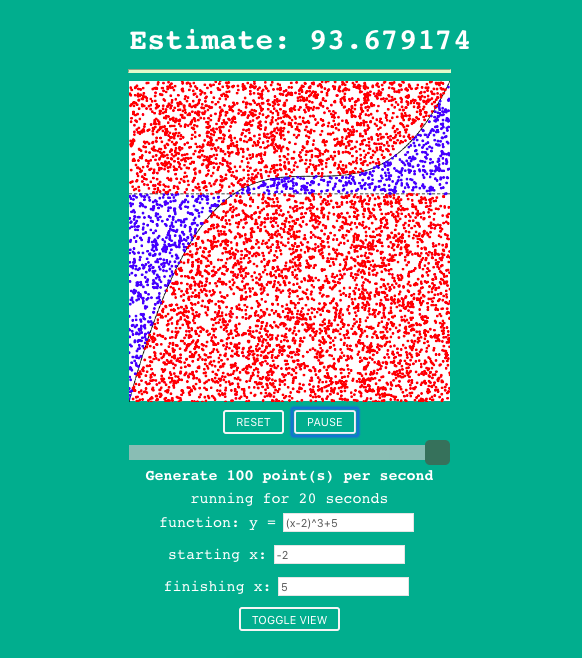 Estimate: 93.679174
RESET PAUSE
Generate 100 point(s) per second
running for 20 seconds
function: y = (x-2)^3+5
starting x: -2
finishing x: 5
TOGGLE VIEW